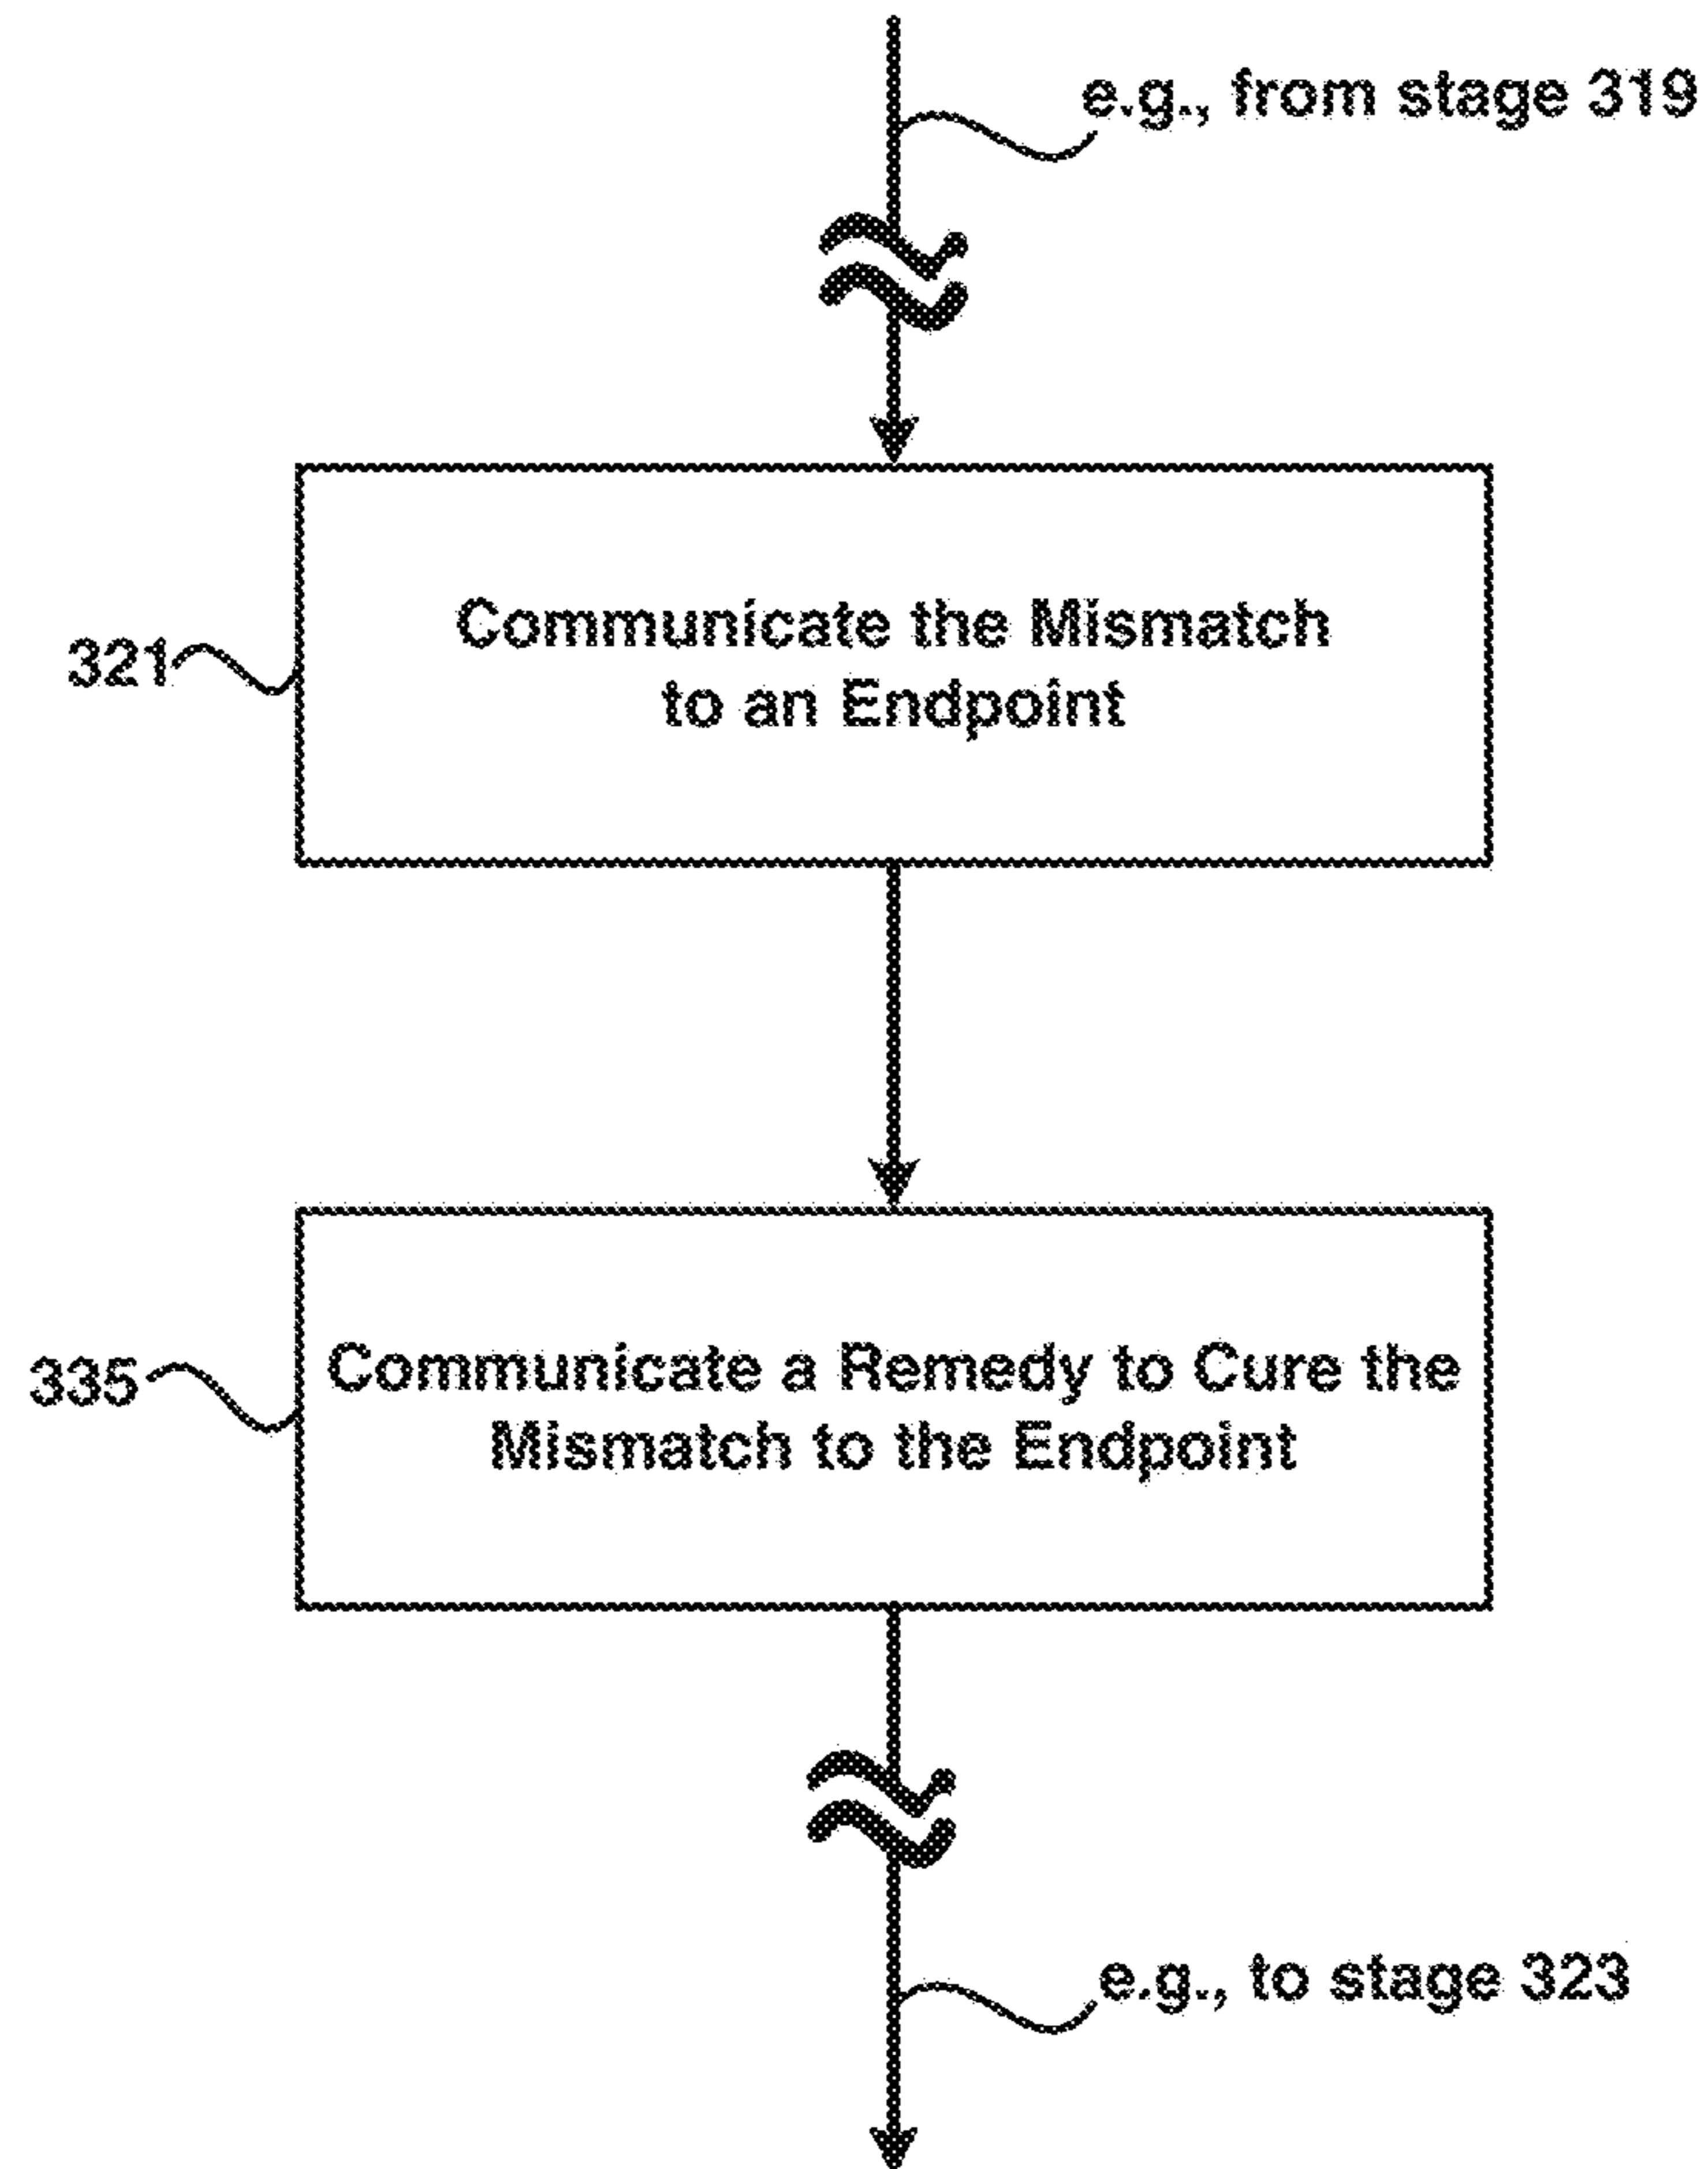 e.g., from stage 319
Communicate the Mismatch
to an Endpoint
321
Communicate a Remedy to Cure the
Mismatch to the Endpoint
335
e.g., to stage 323